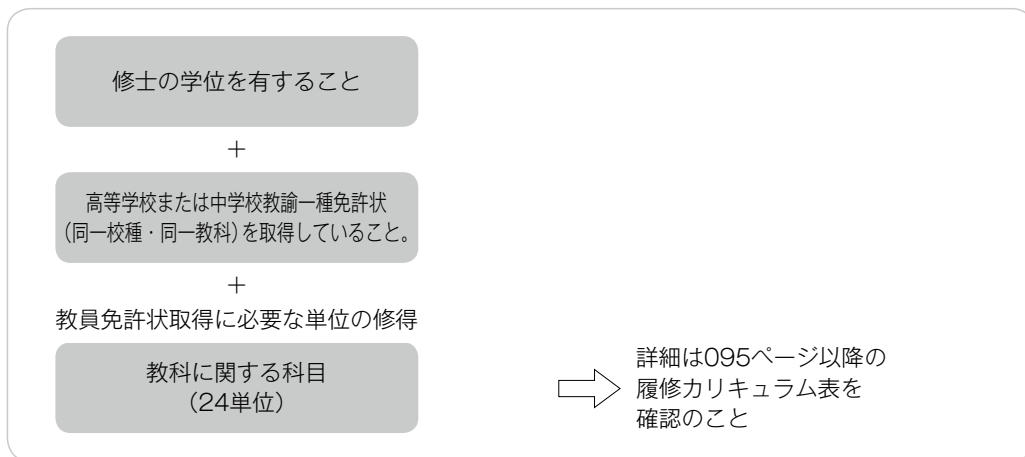 修士の学位を有すること
＋
高等学校または中学校教諭一種免許状
（同一校種・同一教科）を取得していること。
＋
教員免許状取得に必要な単位の修得
教科に関する科目
（24単位）
詳細は095ページ以降の
履修カリキュラム表を
確認のこと